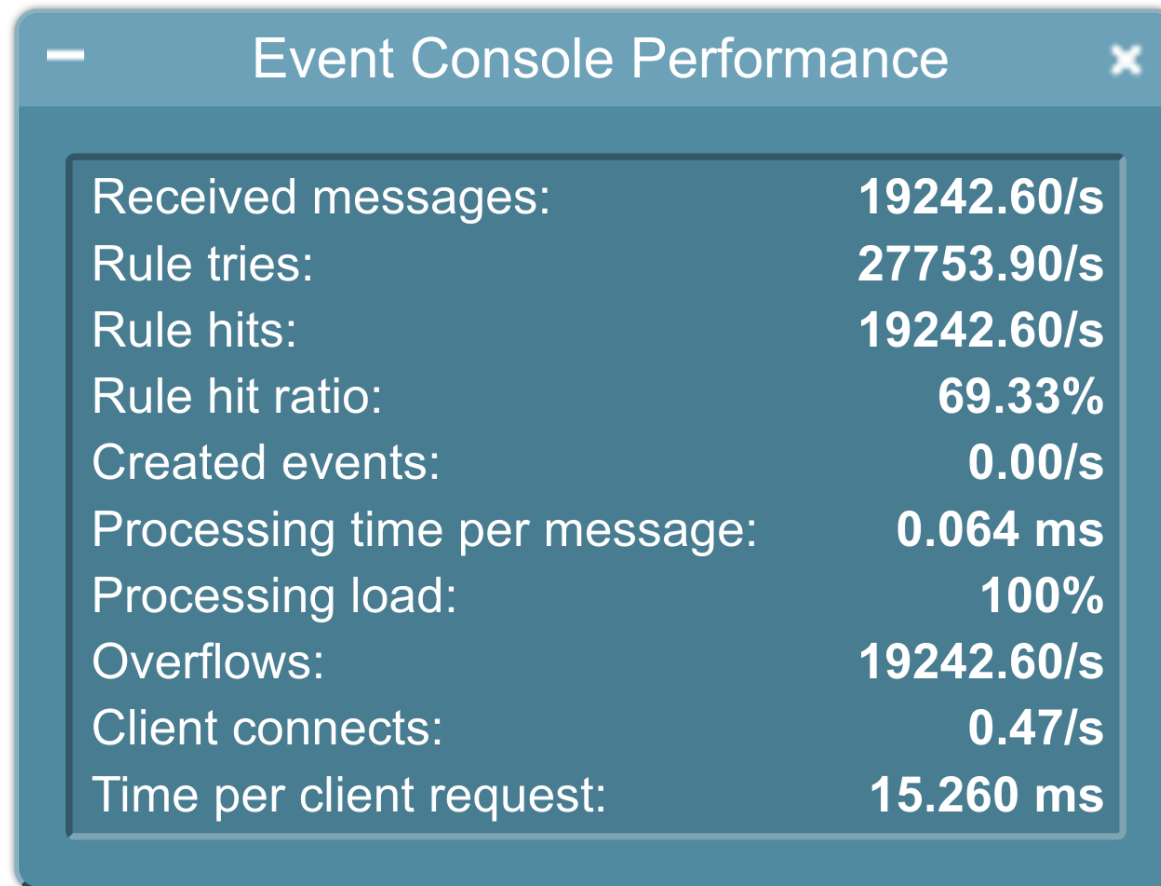 Event Console Performance
Received messages: 19242.60/s
Rule tries: 27753.90/s
Rule hits: 19242.60/s
Rule hit ratio: 69.33%
Created events: 0.00/s
Processing time per message: 0.064 ms
Processing load: 100%
Overflows: 19242.60/s
Client connects: 0.47/s
Time per client request: 15.260 ms